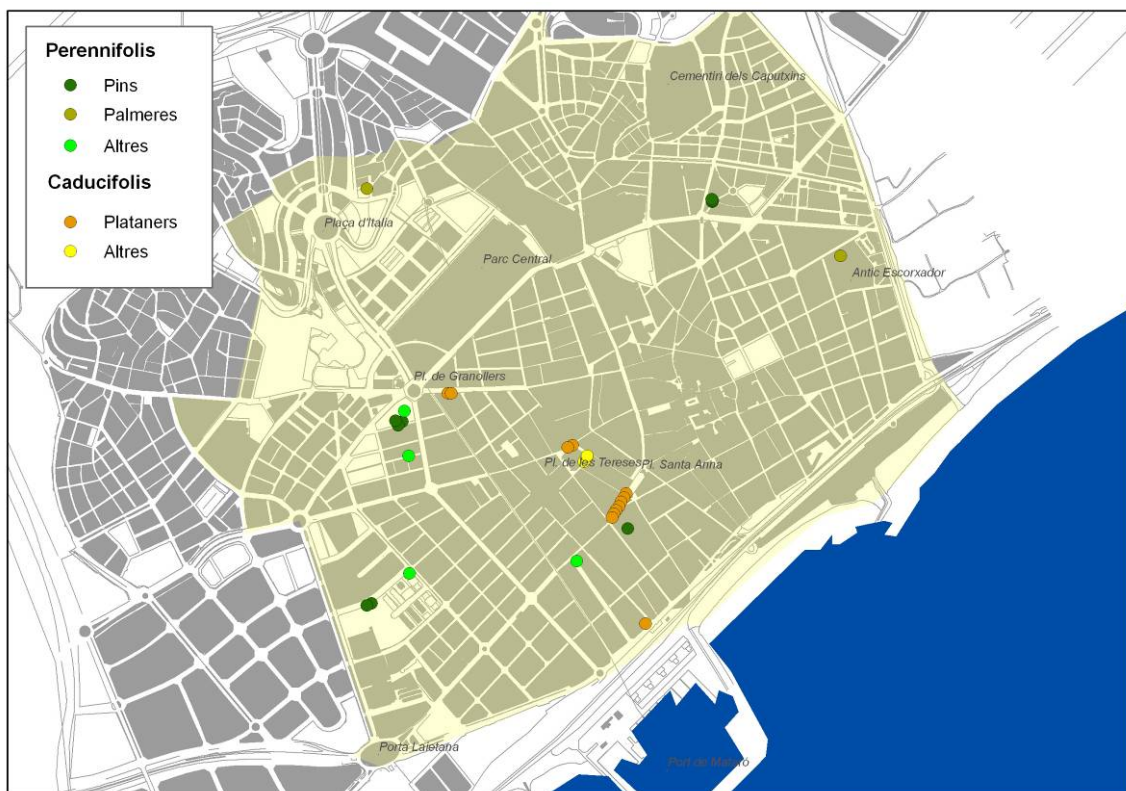 Perennifolis
Pins
Palmeres
Altres
Caducifolis
Plataners
Altres
Cementiri dels Caputxins
Plaça d'Italia
Parc Central
Antic Escorxador
Pl. de Granollers
Pl. de les Tereses
Pl. Santa Anna
Porta Laietana
Port de Mataró